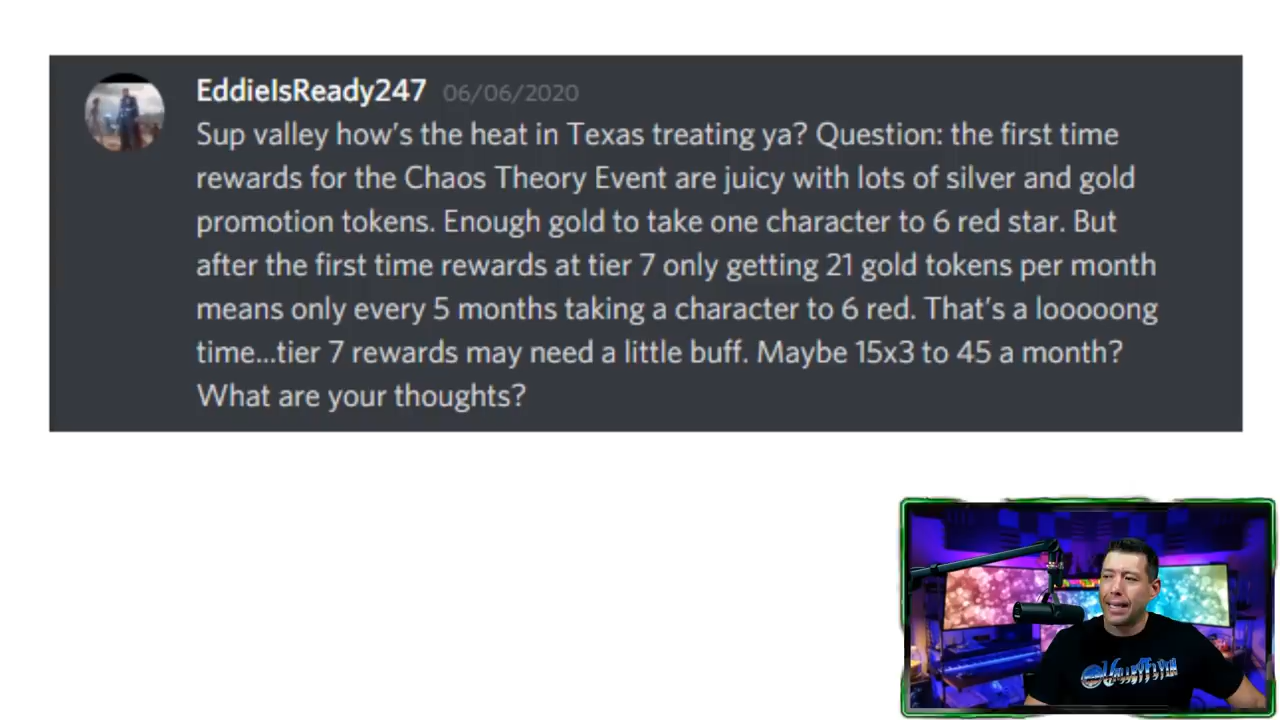 EddieIsReady247 06/06/2020
Sup valley how's the heat in Texas treating ya? Question: the first time
rewards for the Chaos Theory Event are juicy with lots of silver and gold
promotion tokens. Enough gold to take one character to 6 red star. But
after the first time rewards at tier 7 only getting 21 gold tokens per month
means only every 5 months taking a character to 6 red. That's a looooong
time...tier 7 rewards may need a little buff. Maybe 15x3 to 45 a month?
What are your thoughts?